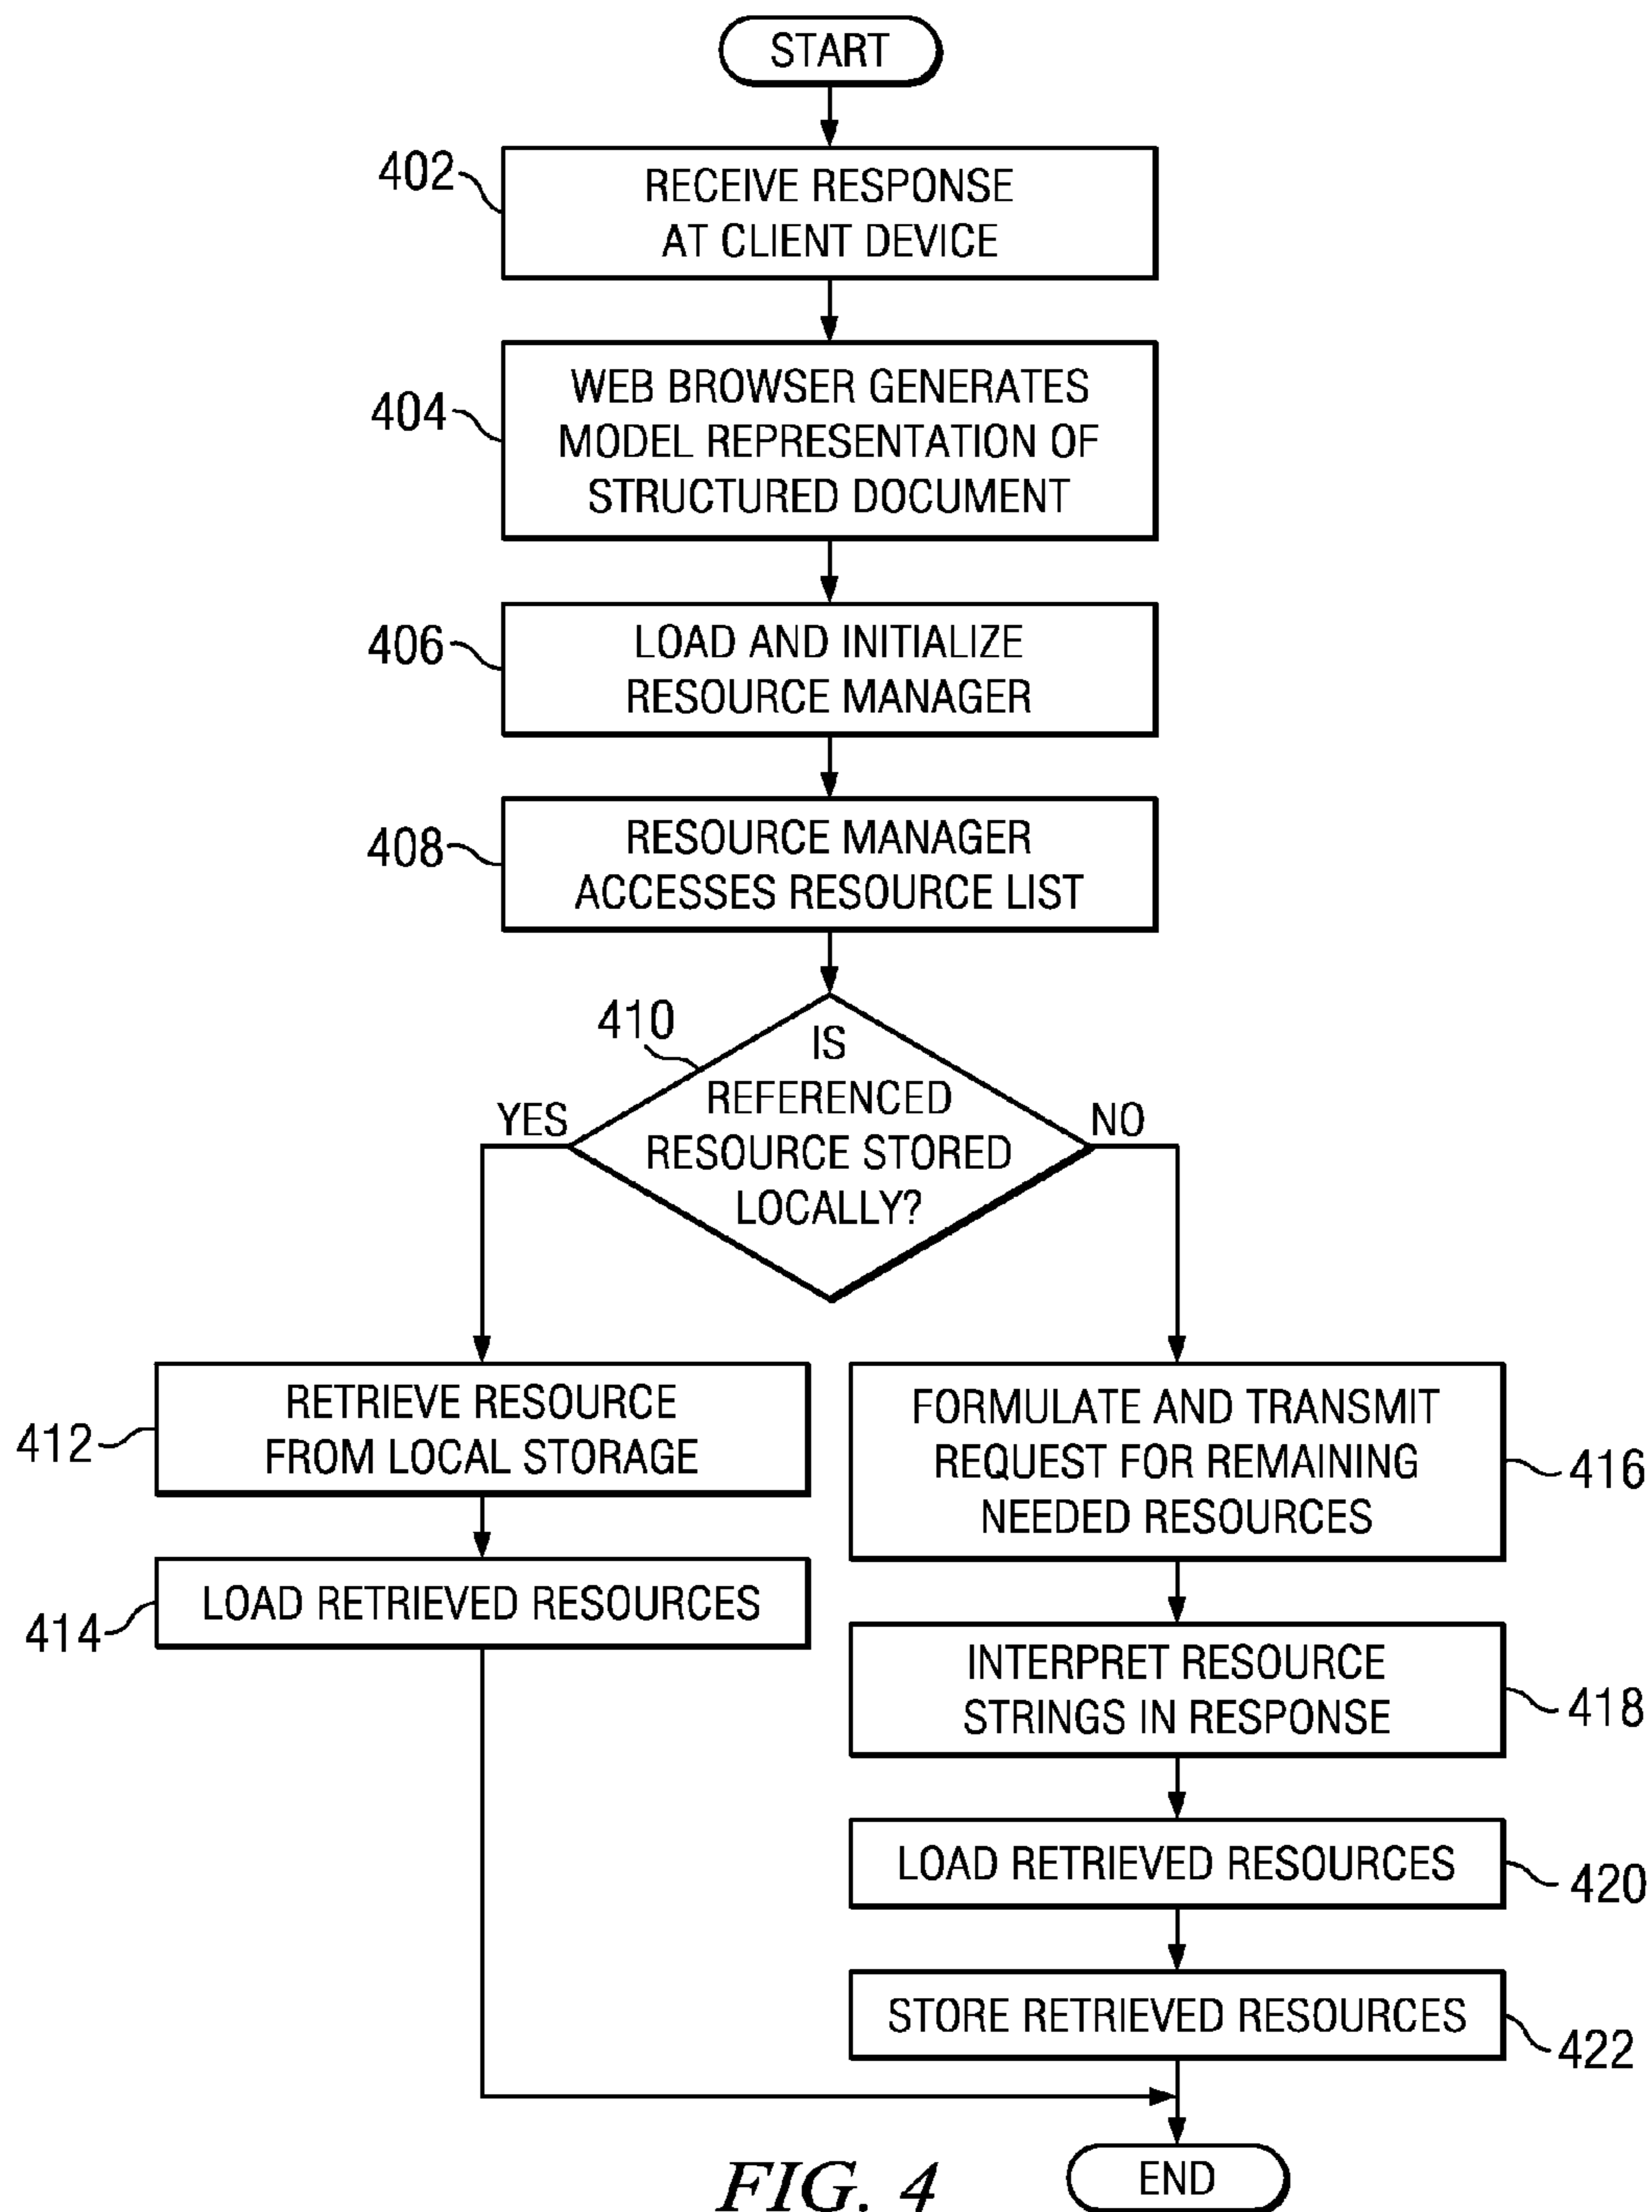 START
402
RECEIVE RESPONSE
AT CLIENT DEVICE
404
WEB BROWSER GENERATES
MODEL REPRESENTATION OF
STRUCTURED DOCUMENT
406
LOAD AND INITIALIZE
RESOURCE MANAGER
408
RESOURCE MANAGER
ACCESSES RESOURCE LIST
410
IS
REFERENCED
RESOURCE STORED
LOCALLY?
YES
NO
412
RETRIEVE RESOURCE
FROM LOCAL STORAGE
414
LOAD RETRIEVED RESOURCES
FORMULATE AND TRANSMIT
REQUEST FOR REMAINING
NEEDED RESOURCES
416
INTERPRET RESOURCE
STRINGS IN RESPONSE
418
LOAD RETRIEVED RESOURCES
420
STORE RETRIEVED RESOURCES
422
END
FIG. 4